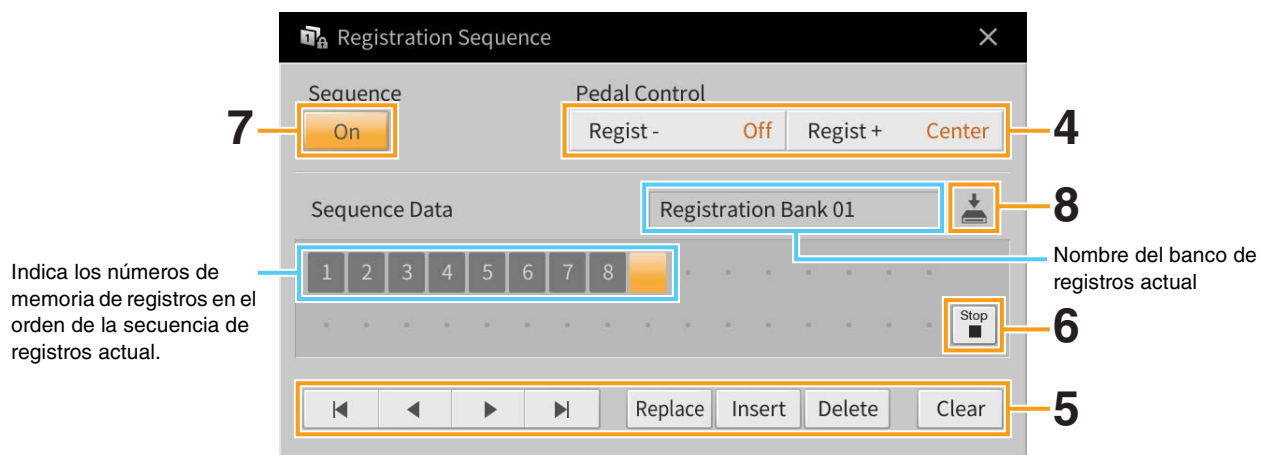 Registration Sequence
Sequence
Pedal Control
7
On
Regist -
Off
Regist +
Center
4
Sequence Data
Registration Bank 01
8
Indica los números de
memoria de registros en el
orden de la secuencia de
registros actual.
1 2 3 4 5 6 7 8
Nombre del banco de
registros actual
Stop
6
Replace
Insert
Delete
Clear
5